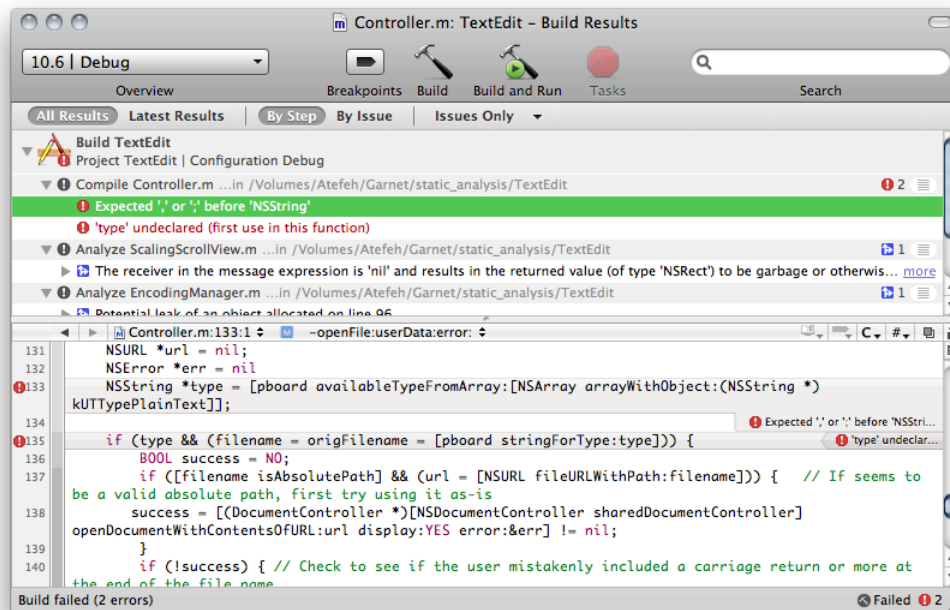 Controller.m: TextEdit – Build Results
10.6 | Debug
Overview Breakpoints Build Build and Run Tasks Search
All Results Latest Results By Step By Issue Issues Only
Build TextEdit
Project TextEdit | Configuration Debug
Compile Controller.m ...in /Volumes/Atefeh/Garnet/static_analysis/TextEdit 2
Expected ',' or ';' before 'NSString'
'type' undeclared (first use in this function)
Analyze ScalingScrollView.m ...in /Volumes/Atefeh/Garnet/static_analysis/TextEdit 1
The receiver in the message expression is 'nil' and results in the returned value (of type 'NSRect') to be garbage or otherwis... more
Analyze EncodingManager.m ...in /Volumes/Atefeh/Garnet/static_analysis/TextEdit 1
Potential leak of an object allocated on line 96
Controller.m:133:1 M -openFile:userData:error: C #
131 NSURL *url = nil;
132 NSError *err = nil
133 NSString *type = [pboard availableTypeFromArray:[NSArray arrayWithObject:(NSString *)
kUTTypePlainText]];
134 Expected ',' or ';' before 'NSStri...
135 if (type && (filename = origFilename = [pboard stringForType:type])) { 'type' undeclar...
136 BOOL success = NO;
137 if ([filename isAbsolutePath] && (url = [NSURL fileURLWithPath:filename])) { // If seems to
be a valid absolute path, first try using it as-is
138 success = [(DocumentController *)[NSDocumentController sharedDocumentController]
openDocumentWithContentsOfURL:url display:YES error:&err] != nil;
139 }
140 if (!success) { // Check to see if the user mistakenly included a carriage return or more at
the end of the file name
Build failed (2 errors) Failed 2